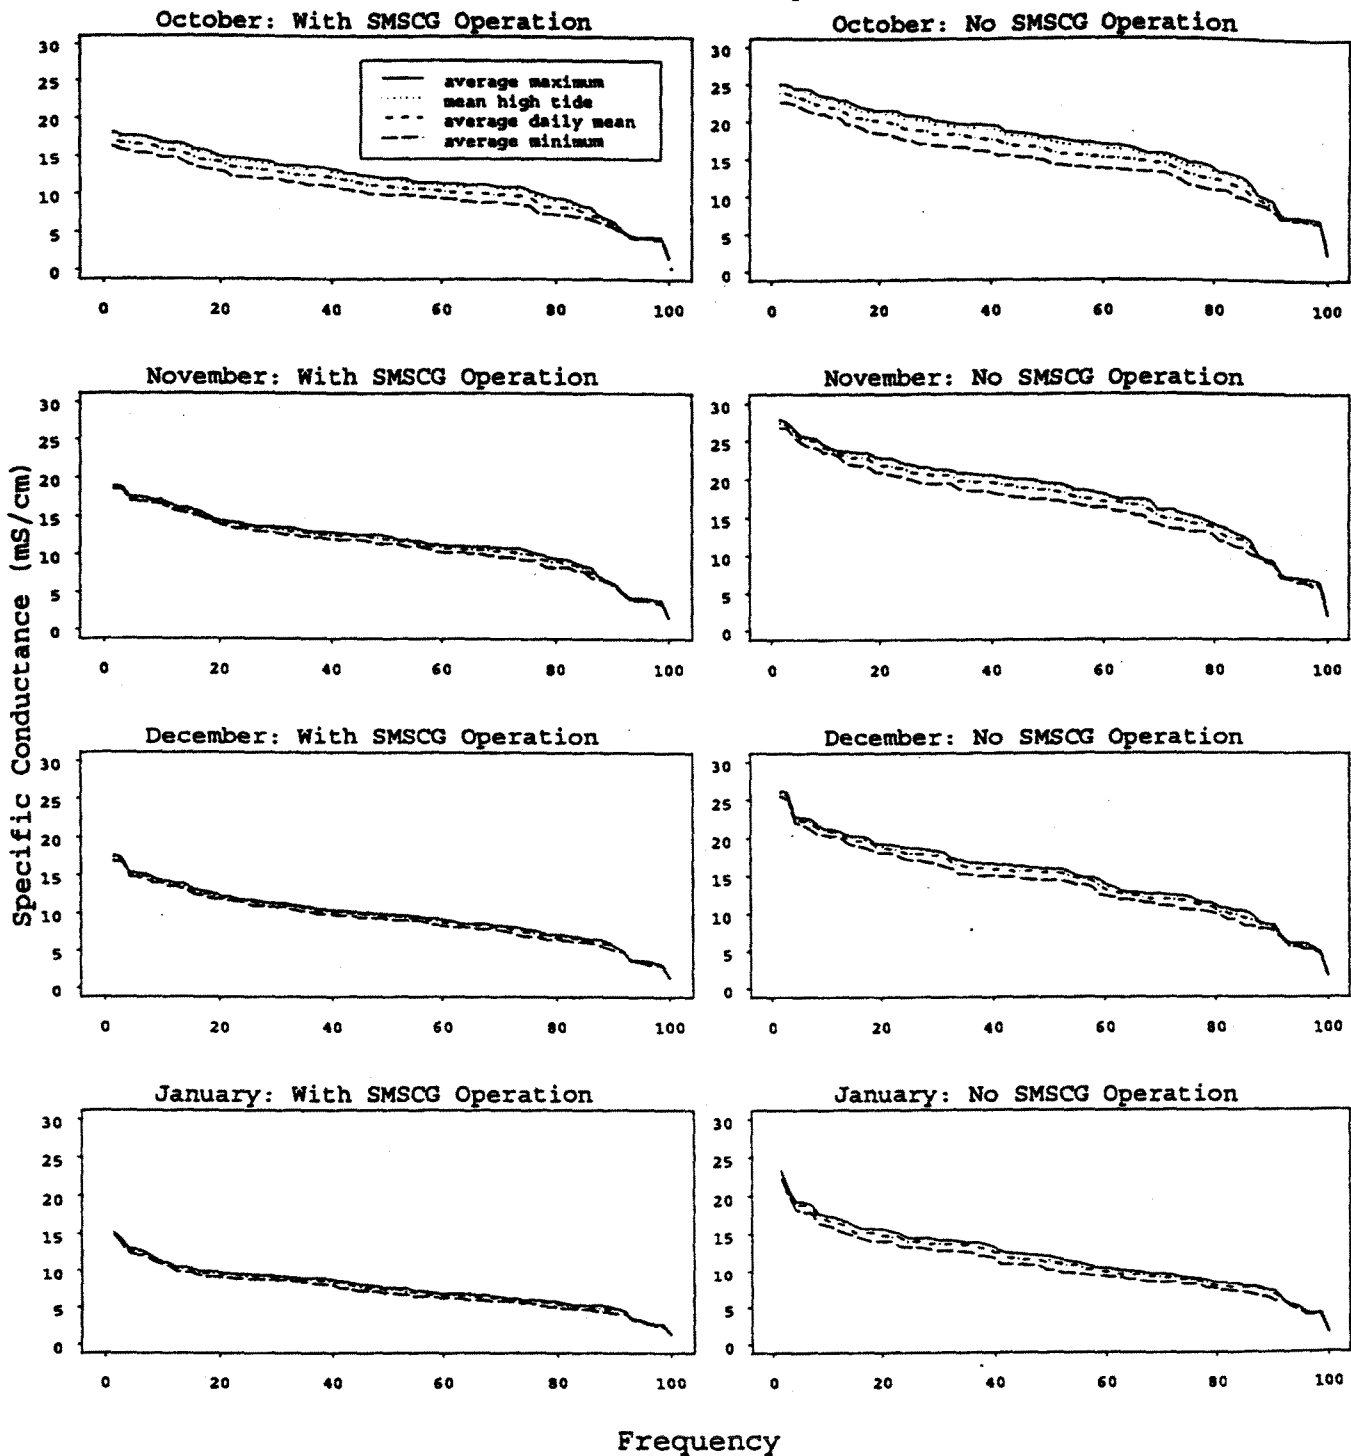 October: With SMSCG Operation
October: No SMSCG Operation
30
25
20
15
10
5
0
average maximum
mean high tide
average daily mean
average minimum
0 20 40 60 80 100
30
25
20
15
10
5
0
0 20 40 60 80 100
November: With SMSCG Operation
November: No SMSCG Operation
30
25
20
15
10
5
0
0 20 40 60 80 100
30
25
20
15
10
5
0
0 20 40 60 80 100
Specific Conductance (mS/cm)
December: With SMSCG Operation
December: No SMSCG Operation
30
25
20
15
10
5
0
0 20 40 60 80 100
30
25
20
15
10
5
0
0 20 40 60 80 100
January: With SMSCG Operation
January: No SMSCG Operation
30
25
20
15
10
5
0
0 20 40 60 80 100
30
25
20
15
10
5
0
0 20 40 60 80 100
Frequency